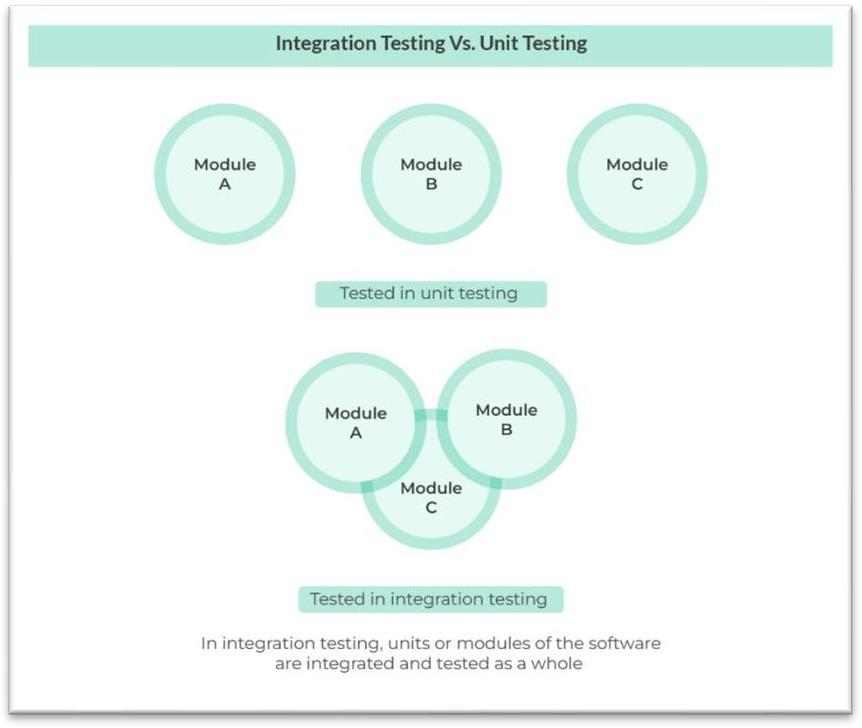 Integration Testing Vs. Unit Testing
Module
A
Module
B
Module
C
Tested in unit testing
Module
A
Module
B
Module
C
Tested in integration testing
In integration testing, units or modules of the software
are integrated and tested as a whole